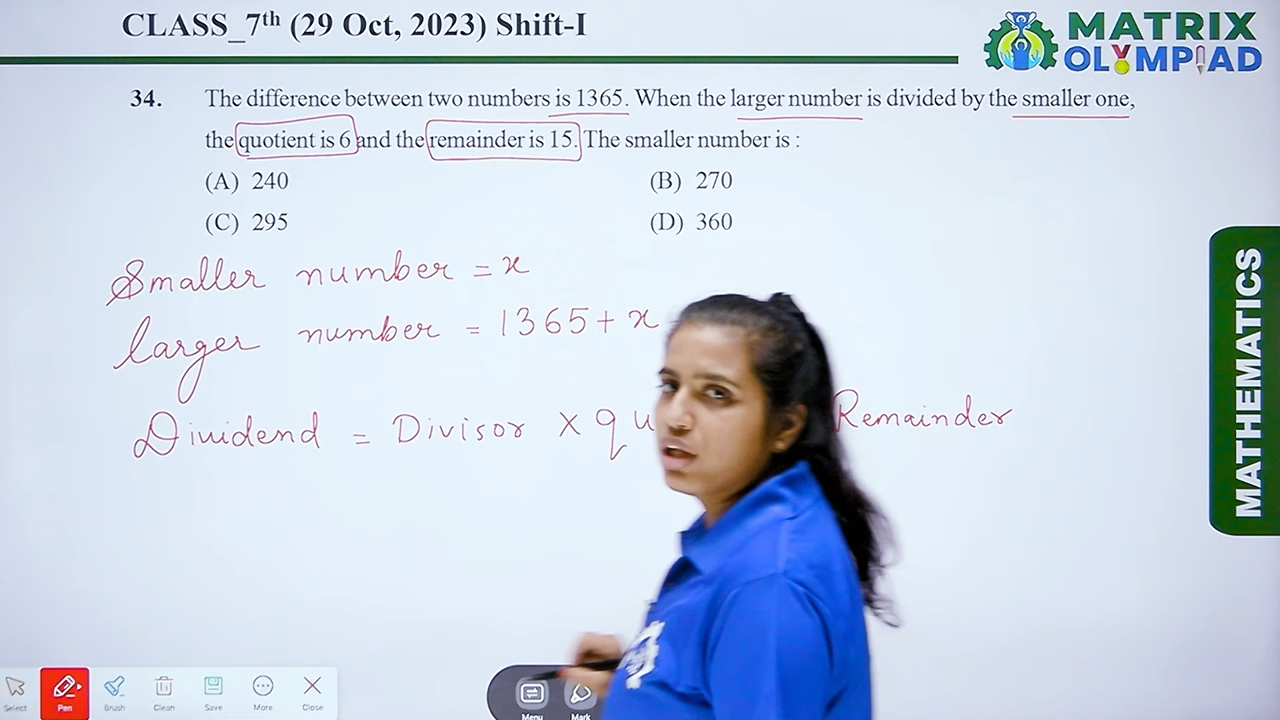 CLASS_7th (29 Oct, 2023) Shift-I
MATRIX
OLYMPIAD
34. The difference between two numbers is 1365. When the larger number is divided by the smaller one,
the quotient is 6 and the remainder is 15. The smaller number is :
(A) 240
(B) 270
(C) 295
(D) 360
Smaller number = x
larger number = 1365 + x
Dividend = Divisor × qu Remainder
MATHEMATICS
Select Pen Brush Clean Save More Close
Menu Mark